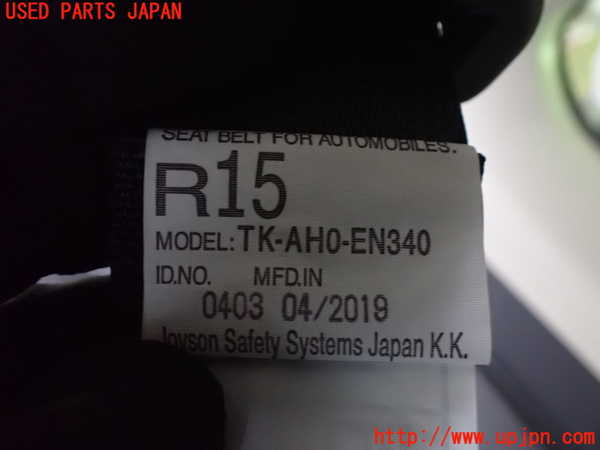 USED PARTS JAPAN
SEAT BELT FOR AUTOMOBILES.
R15
MODEL: TK-AH0-EN340
ID.NO. MFD.IN
0403 04/2019
Joyson Safety Systems Japan K.K.
http://www.upjpn.com